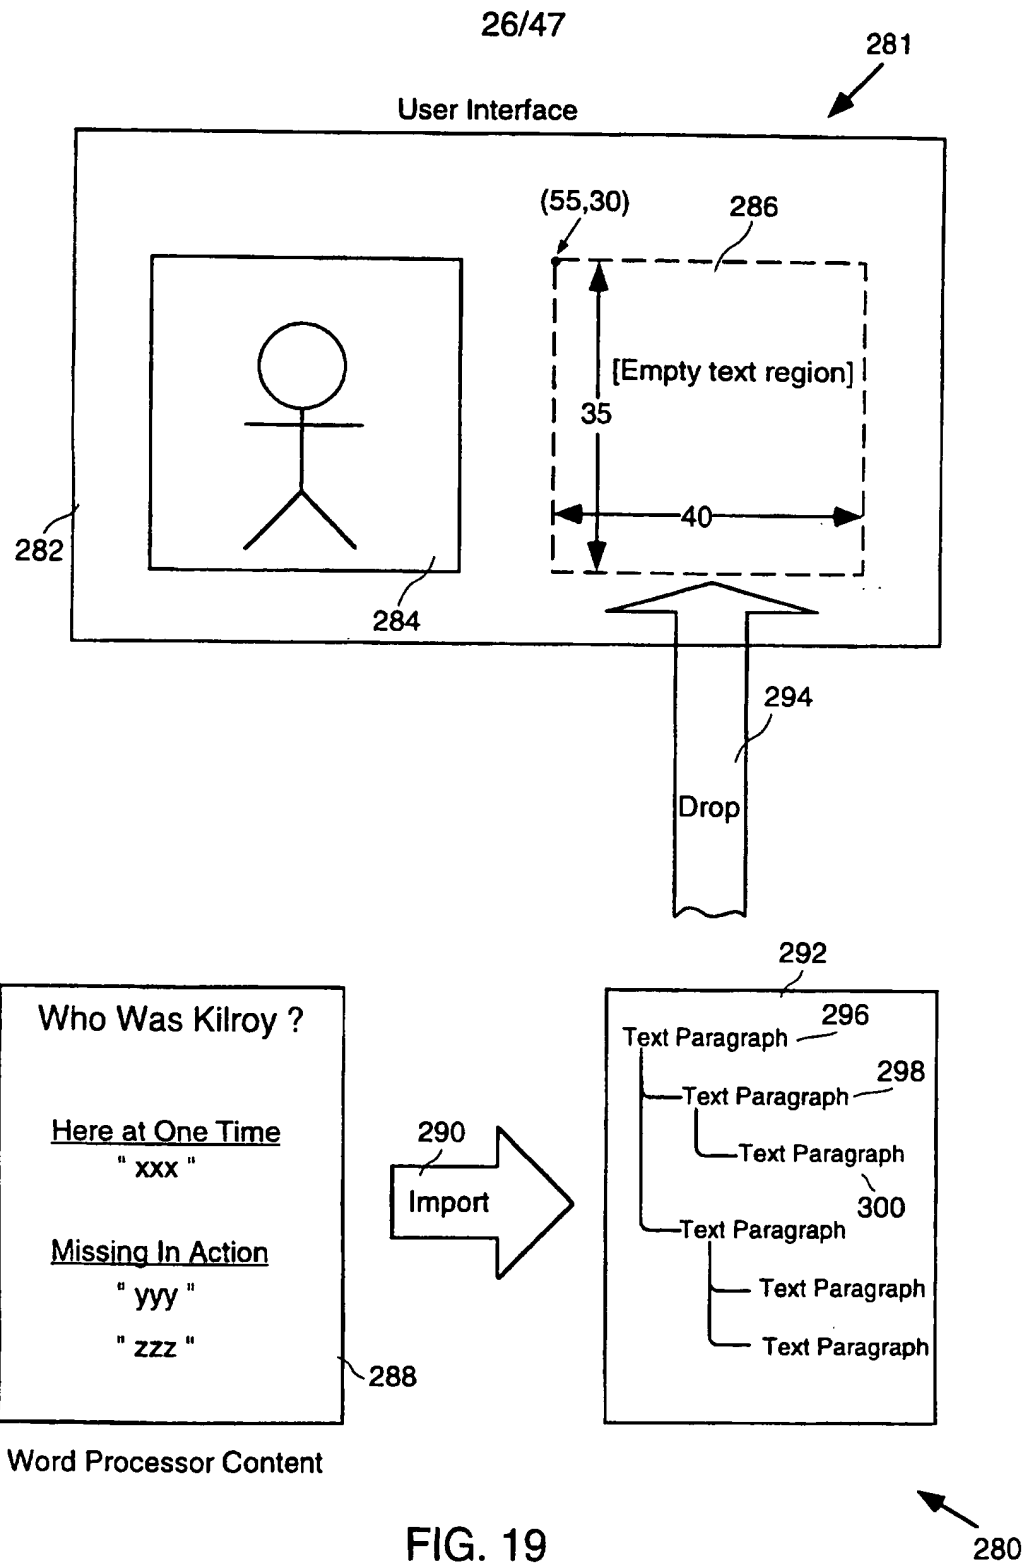 26/47
281
User Interface
(55,30)
286
[Empty text region]
35
40
282
284
294
Drop
292
Who Was Kilroy ?
Here at One Time
" xxx "
Missing In Action
" yyy "
" zzz "
288
Word Processor Content
290
Import
Text Paragraph 296
Text Paragraph 298
Text Paragraph
300
Text Paragraph
Text Paragraph
Text Paragraph
280
FIG. 19